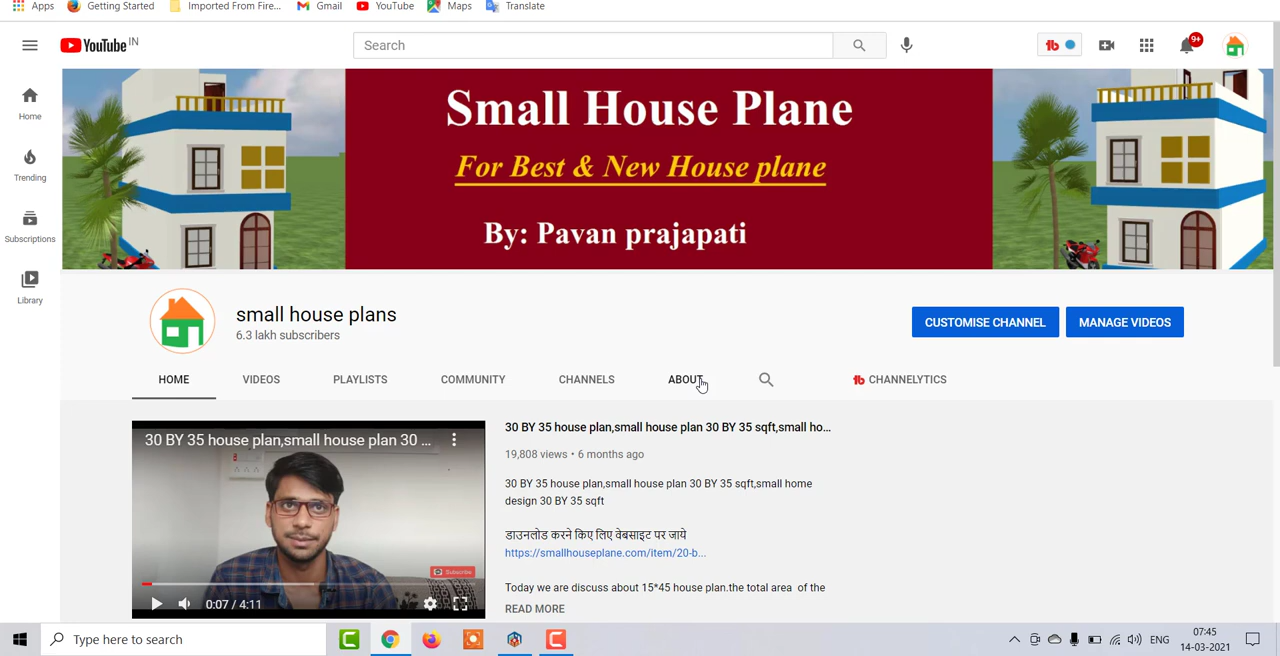 Apps Getting Started Imported From Fire... Gmail YouTube Maps Translate
YouTube IN
Search
9+
Home
Trending
Subscriptions
Library
Small House Plane
For Best & New House plane
By: Pavan prajapati
small house plans
6.3 lakh subscribers
CUSTOMISE CHANNEL MANAGE VIDEOS
HOME VIDEOS PLAYLISTS COMMUNITY CHANNELS ABOUT CHANNELYTICS
30 BY 35 house plan,small house plan 30 ...
Subscribe
0:07 / 4:11
30 BY 35 house plan,small house plan 30 BY 35 sqft,small ho...
19,808 views • 6 months ago
30 BY 35 house plan,small house plan 30 BY 35 sqft,small home
design 30 BY 35 sqft
डाउनलोड करने किए लिए वेबसाइट पर जाये
https://smallhouseplane.com/item/20-b...
Today we are discuss about 15*45 house plan.the total area of the
READ MORE
Type here to search
ENG
07:45
14-03-2021